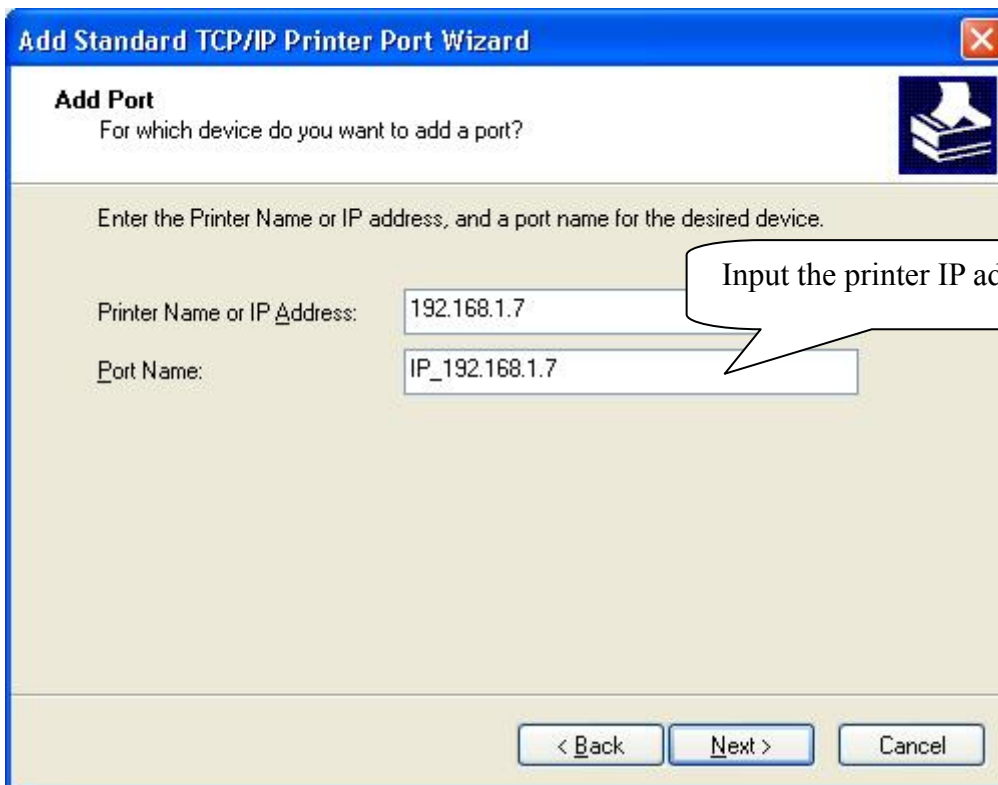 Add Standard TCP/IP Printer Port Wizard
Add Port
For which device do you want to add a port?
Enter the Printer Name or IP address, and a port name for the desired device.
Input the printer IP
Printer Name or IP Address: 192.168.1.7
Port Name: IP_192.168.1.7
< Back Next > Cancel